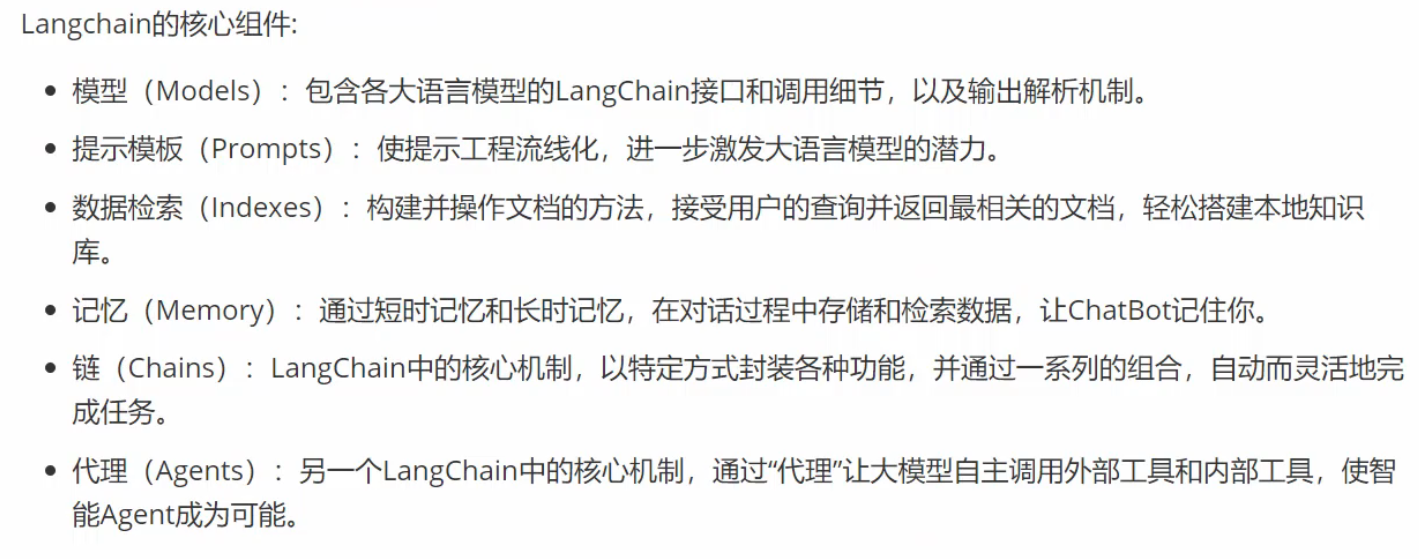 Langchain的核心组件:
• 模型（Models）：包含各大语言模型的LangChain接口和调用细节，以及输出解析机制。
• 提示模板（Prompts）：使提示工程流线化，进一步激发大语言模型的潜力。
• 数据检索（Indexes）：构建并操作文档的方法，接受用户的查询并返回最相关的文档，轻松搭建本地知识
库。
• 记忆（Memory）：通过短时记忆和长时记忆，在对话过程中存储和检索数据，让ChatBot记住你。
• 链（Chains）：LangChain中的核心机制，以特定方式封装各种功能，并通过一系列的组合，自动而灵活地完
成任务。
• 代理（Agents）：另一个LangChain中的核心机制，通过“代理”让大模型自主调用外部工具和内部工具，使智
能Agent成为可能。